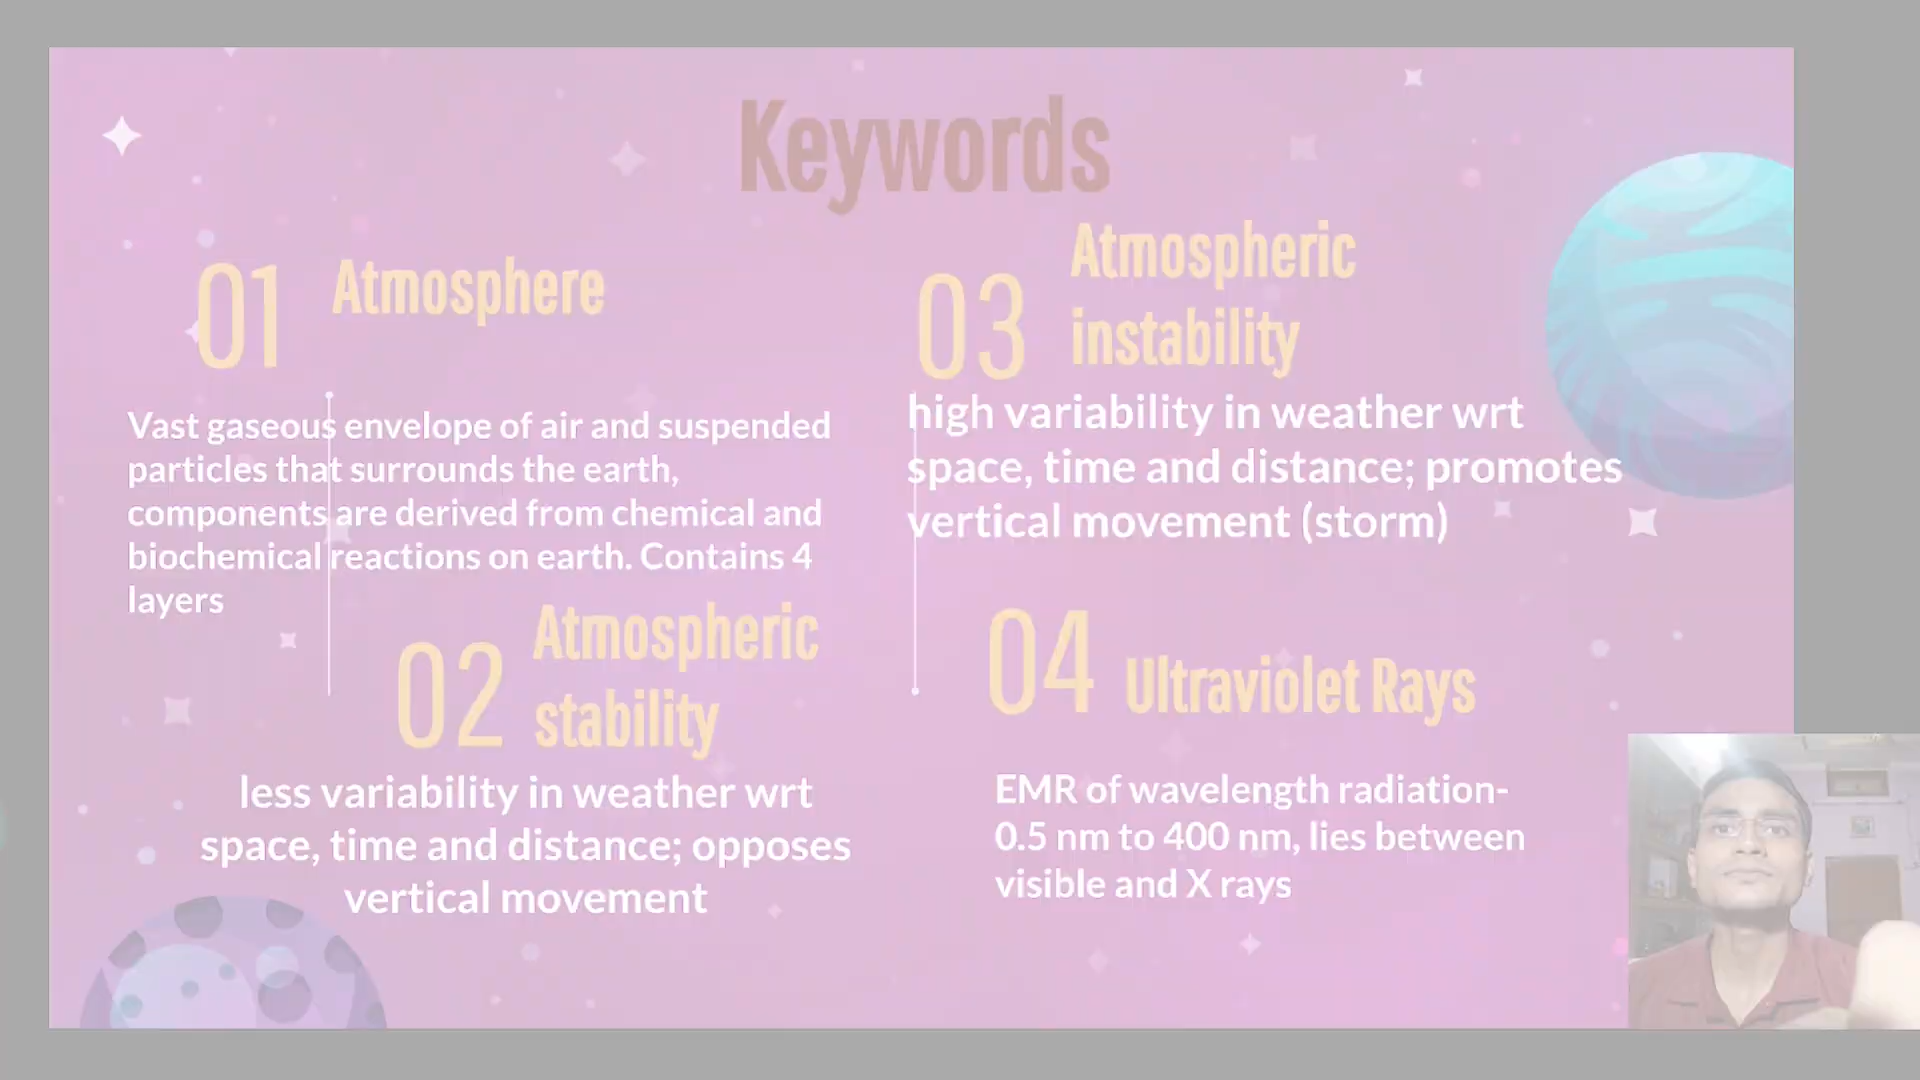 Keywords
01 Atmosphere
Vast gaseous envelope of air and suspended
particles that surrounds the earth,
components are derived from chemical and
biochemical reactions on earth. Contains 4
layers
02 Atmospheric
stability
less variability in weather wrt
space, time and distance; opposes
vertical movement
03 Atmospheric
instability
high variability in weather wrt
space, time and distance; promotes
vertical movement (storm)
04 Ultraviolet Rays
EMR of wavelength radiation-
0.5 nm to 400 nm, lies between
visible and X rays